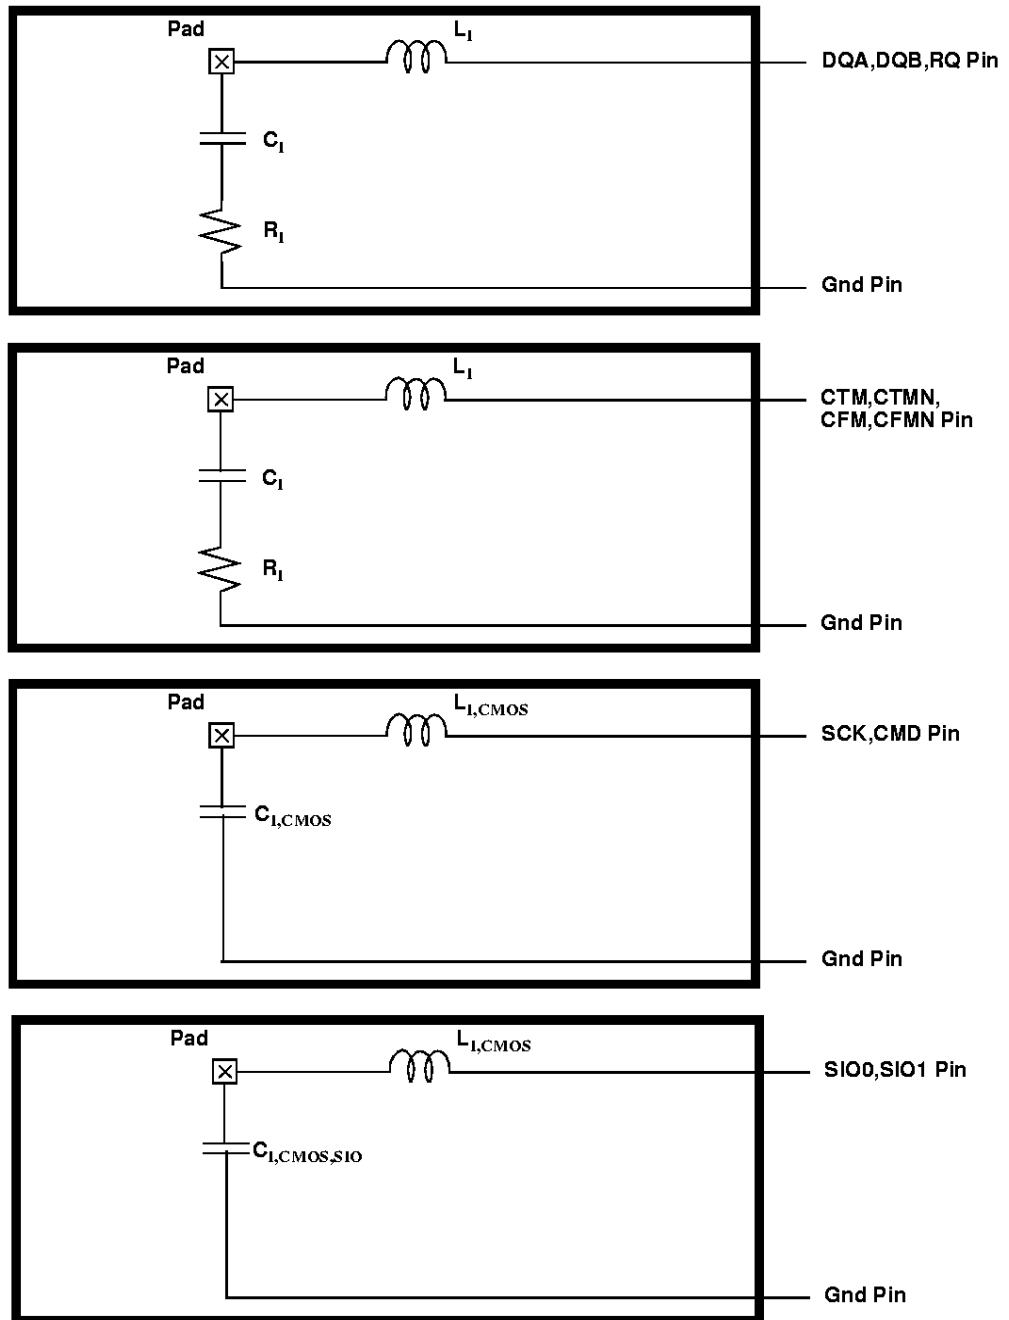 Pad
L_I
DQA,DQB,RQ Pin
C_I
R_I
Gnd Pin
Pad
L_I
CTM,CTMN,
CFM,CFMN Pin
C_I
R_I
Gnd Pin
Pad
L_I,CMOS
SCK,CMD Pin
C_I,CMOS
Gnd Pin
Pad
L_I,CMOS
SIO0,SIO1 Pin
C_I,CMOS,SIO
Gnd Pin